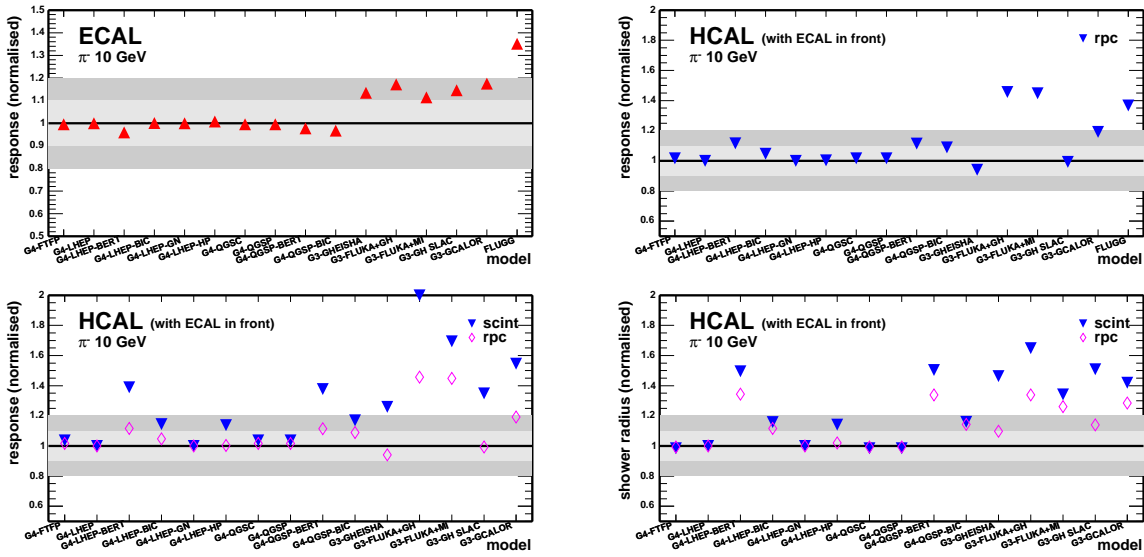 ECAL
π- 10 GeV
response (normalised)
1.5
1.4
1.3
1.2
1.1
1
0.9
0.8
0.7
0.6
0.5
G4-FTFP
G4-LHEP
G4-LHEP-BERT
G4-LHEP-BIC
G4-LHEP-GN
G4-LHEP-HP
G4-QGSC
G4-QGSP
G4-QGSP-BERT
G4-QGSP-BIC
G3-GHEISHA
G3-FLUKA+GH
G3-FLUKA+MI
G3-GH SLAC
G3-GCALOR
FLUGG
model
HCAL (with ECAL in front)
π- 10 GeV
rpc
response (normalised)
2
1.8
1.6
1.4
1.2
1
0.8
0.6
G4-FTFP
G4-LHEP
G4-LHEP-BERT
G4-LHEP-BIC
G4-LHEP-GN
G4-LHEP-HP
G4-QGSC
G4-QGSP
G4-QGSP-BERT
G4-QGSP-BIC
G3-GHEISHA
G3-FLUKA+GH
G3-FLUKA+MI
G3-GH SLAC
G3-GCALOR
FLUGG
model
HCAL (with ECAL in front)
π- 10 GeV
scint
rpc
response (normalised)
2
1.8
1.6
1.4
1.2
1
0.8
0.6
G4-FTFP
G4-LHEP
G4-LHEP-BERT
G4-LHEP-BIC
G4-LHEP-GN
G4-LHEP-HP
G4-QGSC
G4-QGSP
G4-QGSP-BERT
G4-QGSP-BIC
G3-GHEISHA
G3-FLUKA+GH
G3-FLUKA+MI
G3-GH SLAC
G3-GCALOR
model
HCAL (with ECAL in front)
π- 10 GeV
scint
rpc
shower radius (normalised)
2
1.8
1.6
1.4
1.2
1
0.8
0.6
G4-FTFP
G4-LHEP
G4-LHEP-BERT
G4-LHEP-BIC
G4-LHEP-GN
G4-LHEP-HP
G4-QGSC
G4-QGSP
G4-QGSP-BERT
G4-QGSP-BIC
G3-GHEISHA
G3-FLUKA+GH
G3-FLUKA+MI
G3-GH SLAC
G3-GCALOR
model